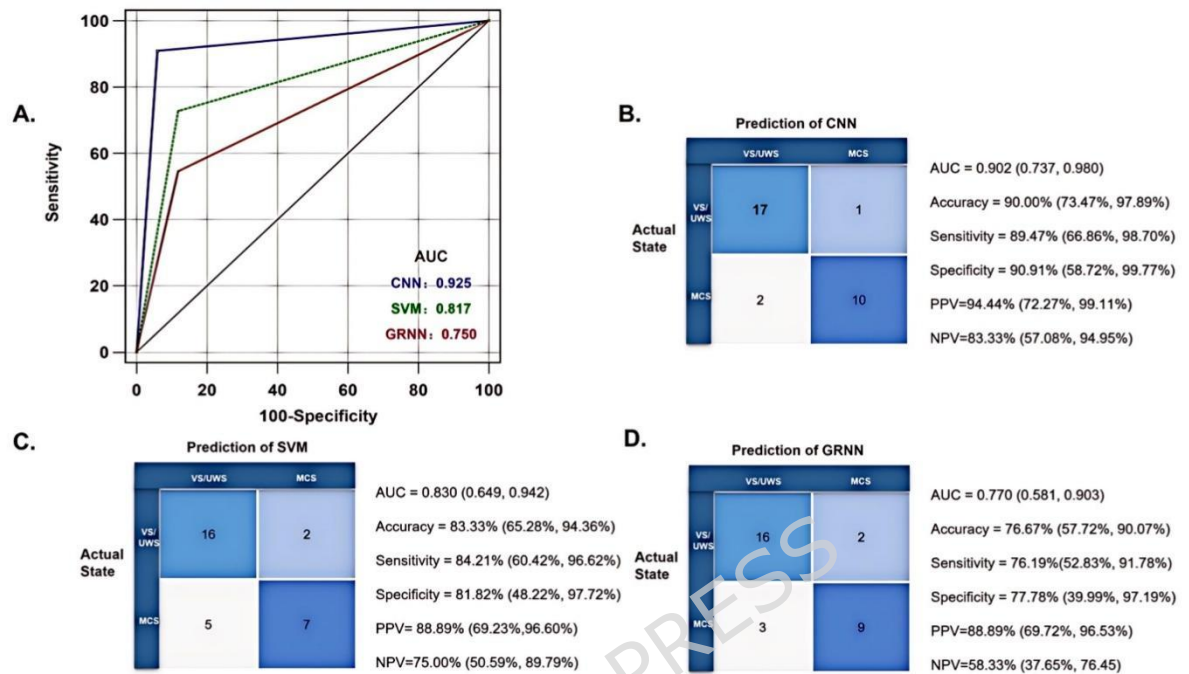 A.
100
80
60
40
20
0
Sensitivity
AUC
CNN: 0.925
SVM: 0.817
GRNN: 0.750
0 20 40 60 80 100
100-Specificity
B.
Prediction of CNN
VS/UWS MCS
Actual
State
VS/
UWS
17 1
MCS
2 10
AUC = 0.902 (0.737, 0.980)
Accuracy = 90.00% (73.47%, 97.89%)
Sensitivity = 89.47% (66.86%, 98.70%)
Specificity = 90.91% (58.72%, 99.77%)
PPV=94.44% (72.27%, 99.11%)
NPV=83.33% (57.08%, 94.95%)
C.
Prediction of SVM
VS/UWS MCS
Actual
State
VS/
UWS
16 2
MCS
5 7
AUC = 0.830 (0.649, 0.942)
Accuracy = 83.33% (65.28%, 94.36%)
Sensitivity = 84.21% (60.42%, 96.62%)
Specificity = 81.82% (48.22%, 97.72%)
PPV= 88.89% (69.23%,96.60%)
NPV=75.00% (50.59%, 89.79%)
D.
Prediction of GRNN
VS/UWS MCS
Actual
State
VS/
UWS
16 2
MCS
3 9
AUC = 0.770 (0.581, 0.903)
Accuracy = 76.67% (57.72%, 90.07%)
Sensitivity = 76.19%(52.83%, 91.78%)
Specificity = 77.78% (39.99%, 97.19%)
PPV=88.89% (69.72%, 96.53%)
NPV=58.33% (37.65%, 76.45)
PRESS